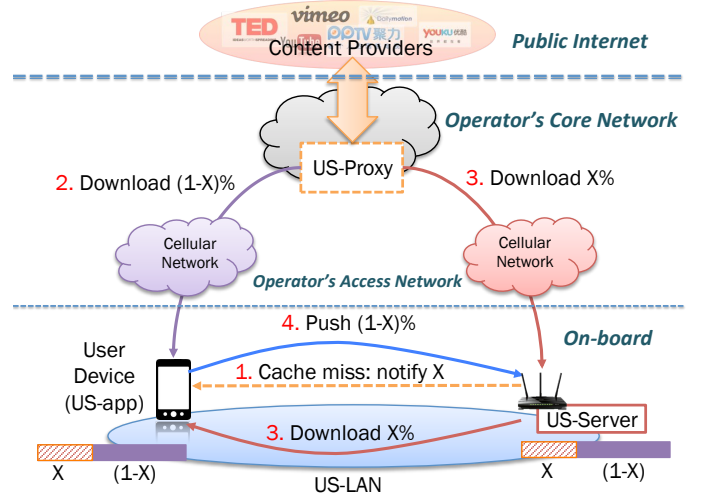 TED
vimeo
Dailymotion
YouTube
PPTV聚力
YOUKU优酷
Content Providers
Public Internet
Operator's Core Network
US-Proxy
2. Download (1-X)%
3. Download X%
Cellular
Network
Cellular
Network
Operator's Access Network
4. Push (1-X)%
On-board
User
Device
(US-app)
1. Cache miss: notify X
US-Server
3. Download X%
X
(1-X)
X
(1-X)
US-LAN